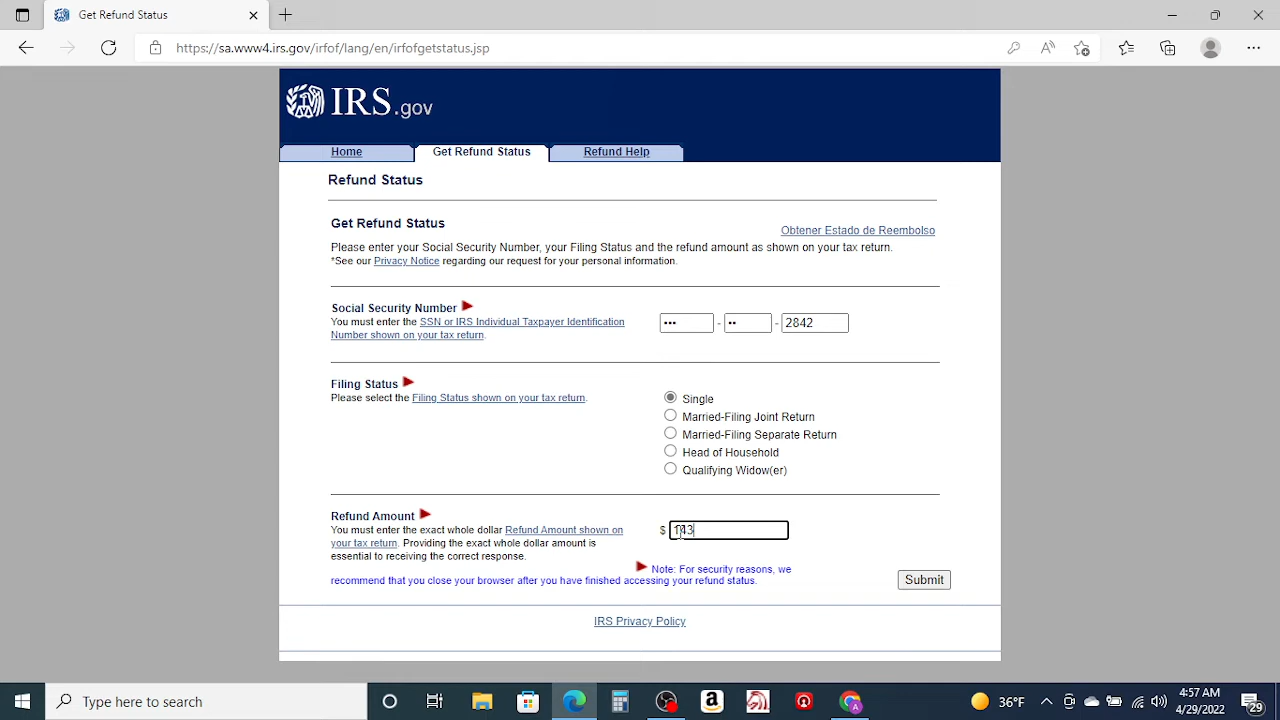 Get Refund Status
https://sa.www4.irs.gov/irfof/lang/en/irfofgetstatus.jsp
IRS.gov
Home
Get Refund Status
Refund Help
Refund Status
Get Refund Status
Obtener Estado de Reembolso
Please enter your Social Security Number, your Filing Status and the refund amount as shown on your tax return.
*See our Privacy Notice regarding our request for your personal information.
Social Security Number
You must enter the SSN or IRS Individual Taxpayer Identification
Number shown on your tax return.
••• - •• - 2842
Filing Status
Please select the Filing Status shown on your tax return.
Single
Married-Filing Joint Return
Married-Filing Separate Return
Head of Household
Qualifying Widow(er)
Refund Amount
You must enter the exact whole dollar Refund Amount shown on
your tax return. Providing the exact whole dollar amount is
essential to receiving the correct response.
$ 143
Note: For security reasons, we
recommend that you close your browser after you have finished accessing your refund status.
Submit
IRS Privacy Policy
Type here to search
a
A
36°F
4:57 AM
4/29/2022
29